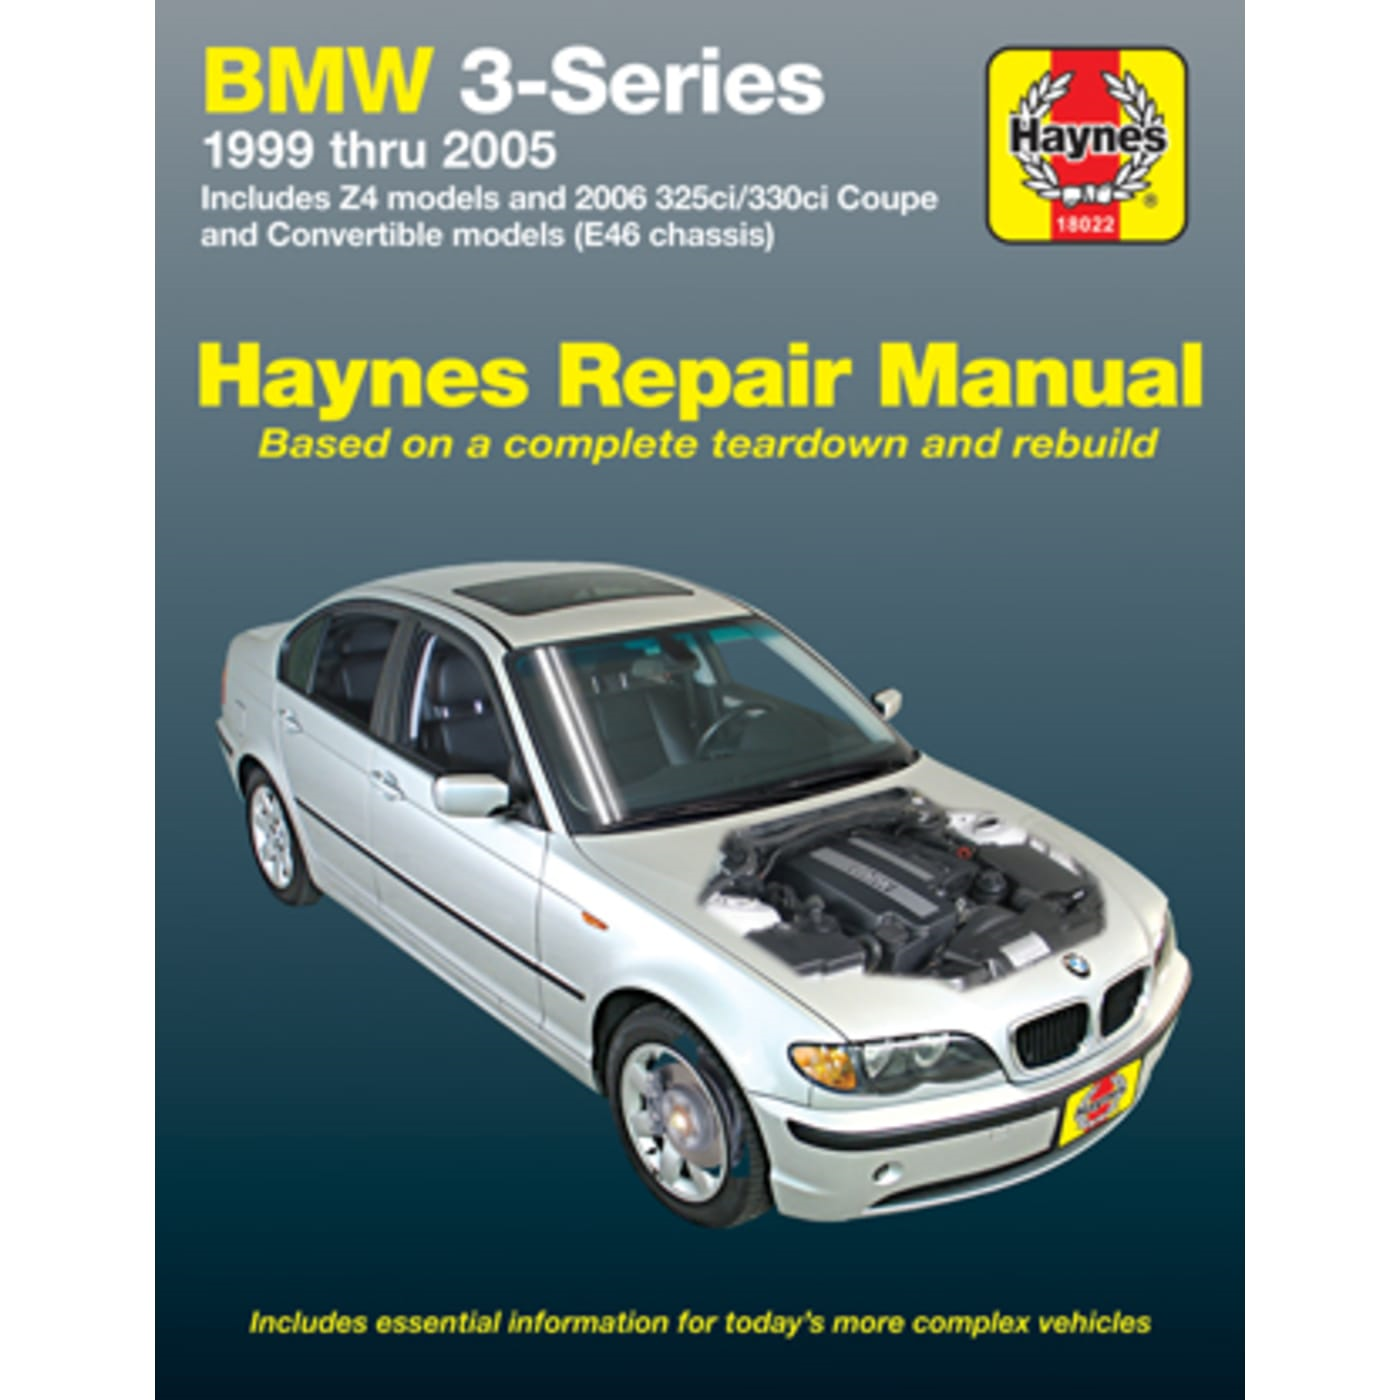 BMW 3-Series
1999 thru 2005
Includes Z4 models and 2006 325ci/330ci Coupe
and Convertible models (E46 chassis)
Haynes
®
18022
Haynes Repair Manual
Based on a complete teardown and rebuild
BMW
Haynes
Includes essential information for today's more complex vehicles